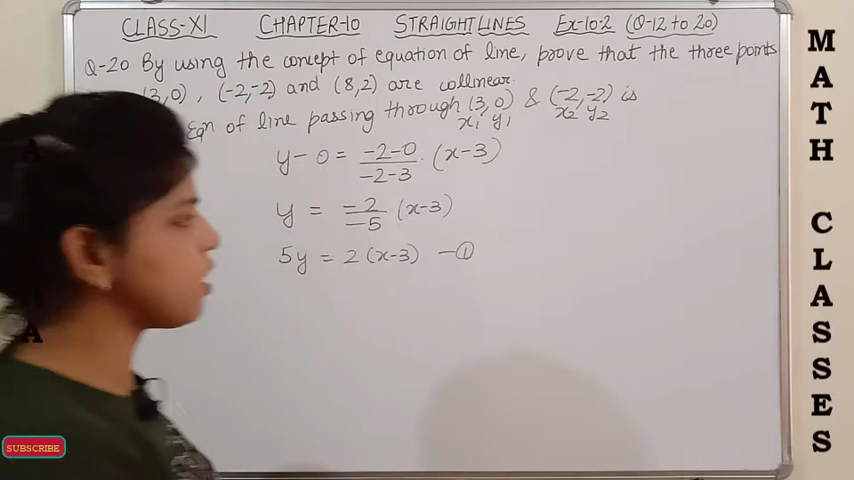 CLASS-XI CHAPTER-10 STRAIGHT LINES Ex-10.2 (Q-12 to 20)
Q-20 By using the concept of equation of line, prove that the three points
(3,0), (-2,-2) and (8,2) are collinear.
Eqn of line passing through (3,0) & (-2,-2) is
x₁ y₁ x₂ y₂
y-0 = -2-0/-2-3 . (x-3)
y = -2/-5 (x-3)
5y = 2(x-3) -①
MATH CLASSES
SUBSCRIBE